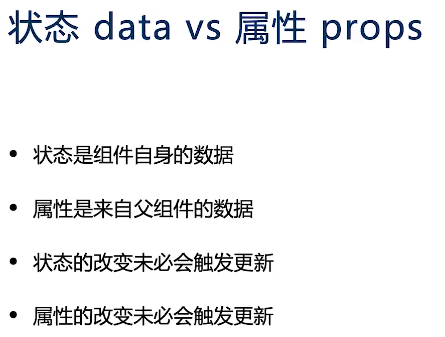 状态 data vs 属性 props
• 状态是组件自身的数据
• 属性是来自父组件的数据
• 状态的改变未必会触发更新
• 属性的改变未必会触发更新